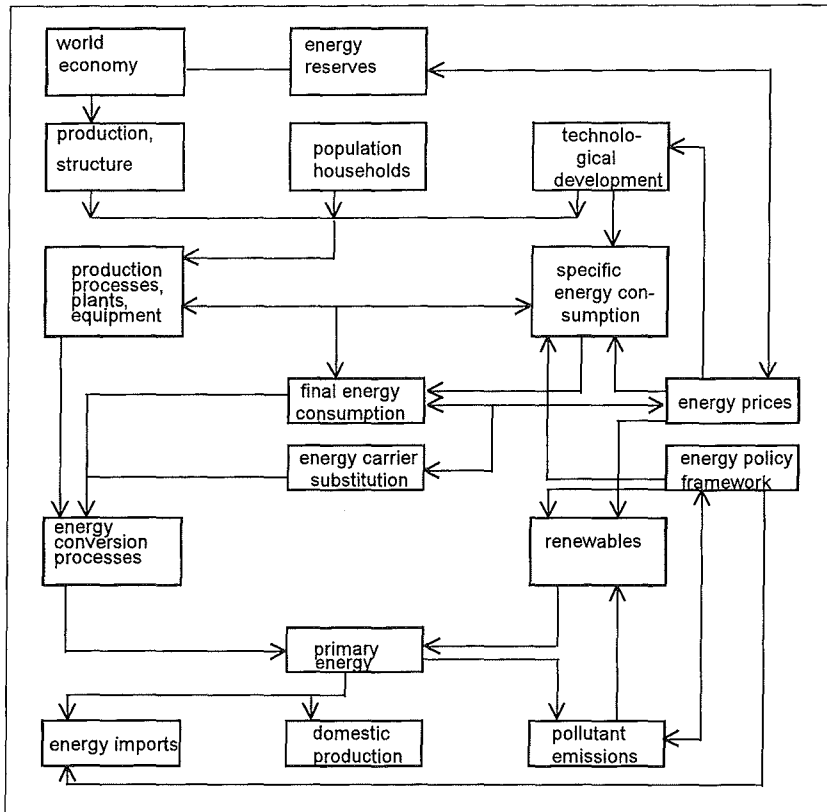 world
economy
energy
reserves
production,
structure
population
households
technolo-
gical
development
production
processes,
plants,
equipment
specific
energy con-
sumption
final energy
consumption
energy prices
energy carrier
substitution
energy policy
framework
energy
conversion
processes
renewables
primary
energy
energy imports
domestic
production
pollutant
emissions